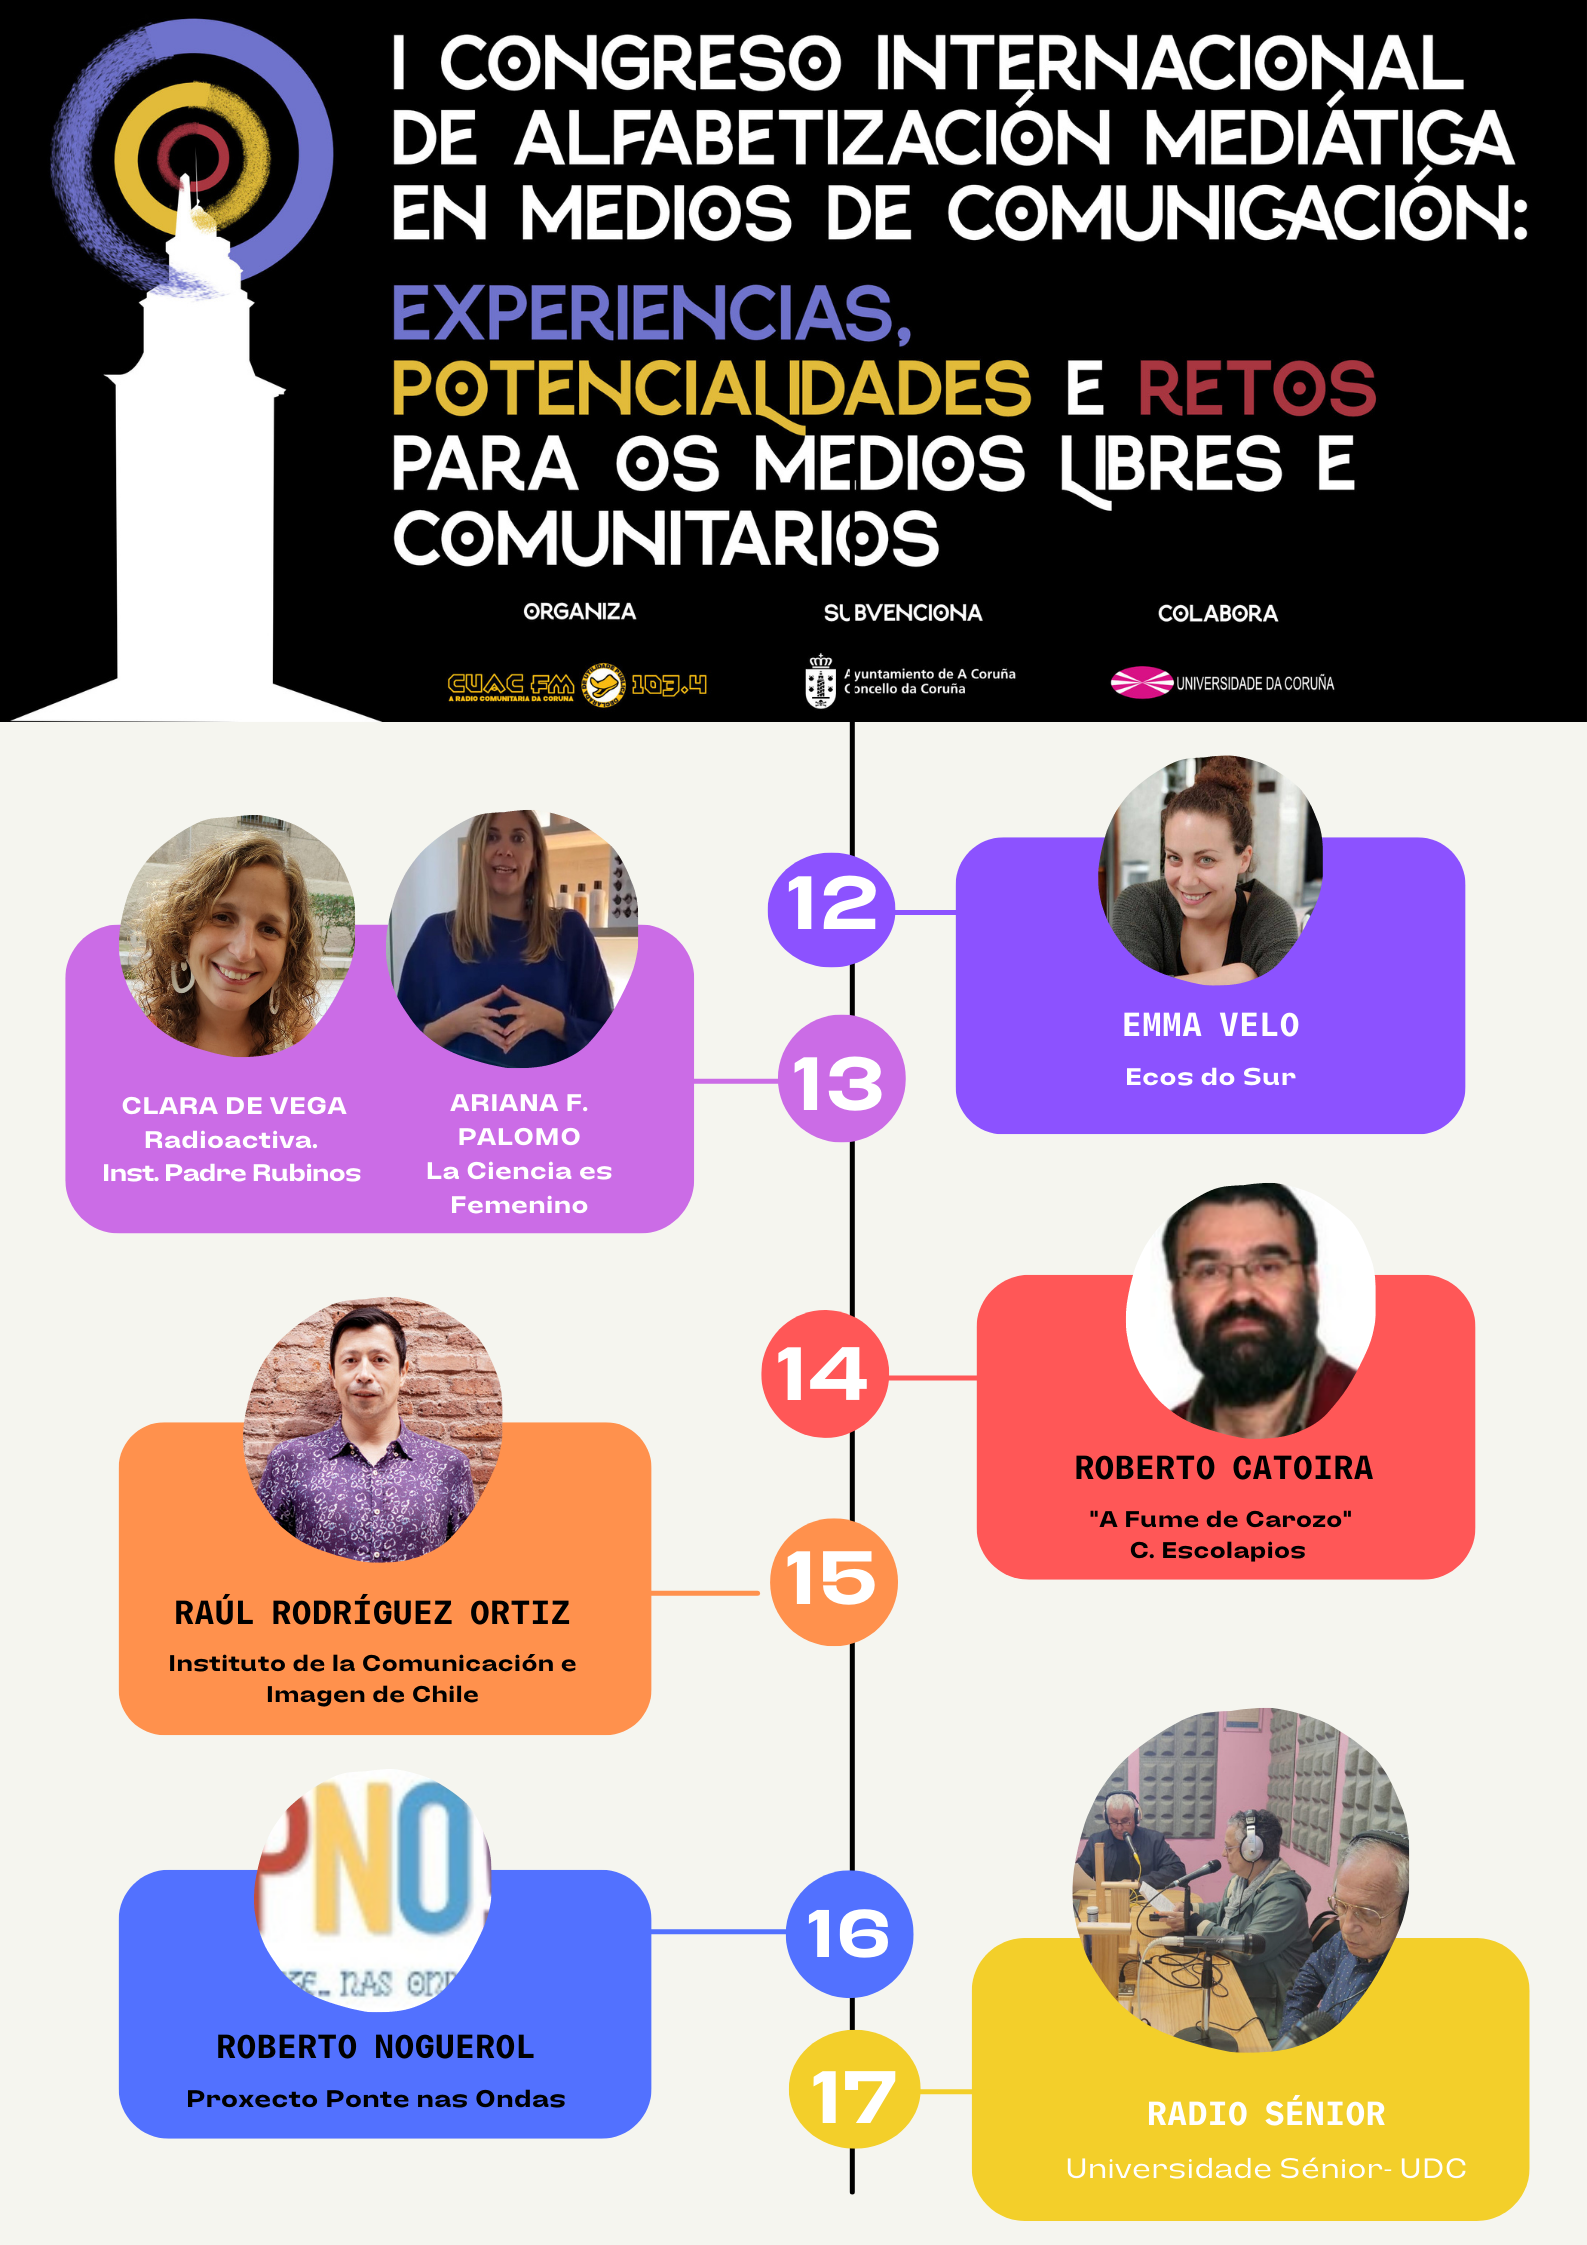 I CONGRESO INTERNACIONAL
DE ALFABETIZACIÓN MEDIÁTICA
EN MEDIOS DE COMUNICACIÓN:
EXPERIENCIAS,
POTENCIALIDADES E RETOS
PARA OS MEDIOS LIBRES E
COMUNITARIOS
ORGANIZA
SUBVENCIONA
COLABORA
CUAC FM 103.4
A RADIO COMUNITARIA DA CORUÑA
Ayuntamiento de A Coruña
Concello da Coruña
UNIVERSIDADE DA CORUÑA
12
EMMA VELO
Ecos do Sur
13
CLARA DE VEGA
Radioactiva.
Inst. Padre Rubinos
ARIANA F.
PALOMO
La Ciencia es
Femenino
14
ROBERTO CATOIRA
"A Fume de Carozo"
C. Escolapios
15
RAÚL RODRÍGUEZ ORTIZ
Instituto de la Comunicación e
Imagen de Chile
16
PNO
NAS
ROBERTO NOGUEROL
Proxecto Ponte nas Ondas
17
RADIO SÉNIOR
Universidade Sénior- UDC